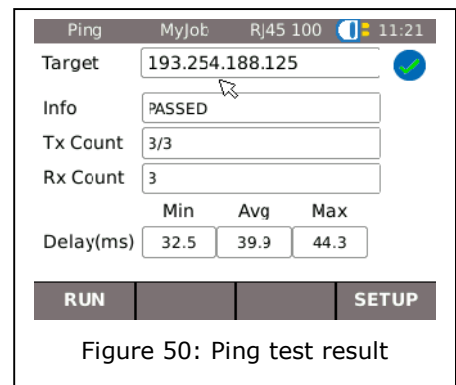 Ping MyJob RJ45 100 11:21
Target 193.254.188.125
Info PASSED
Tx Count 3/3
Rx Count 3
Min Avg Max
Delay(ms) 32.5 39.9 44.3
RUN SETUP
Figure 50: Ping test result